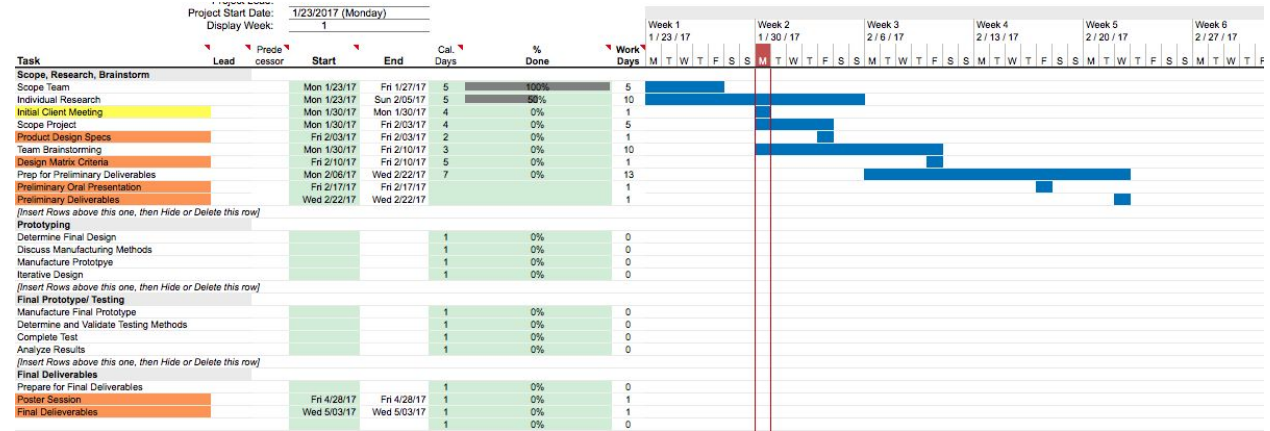 Project Start Date: 1/23/2017 (Monday)
Display Week: 1
Week 1 Week 2 Week 3 Week 4 Week 5 Week 6
1 / 23 / 17 1 / 30 / 17 2 / 6 / 17 2 / 13 / 17 2 / 20 / 17 2 / 27 / 17
Task Lead Prede cessor Start End Cal. Days % Done Work Days M T W T F S S M T W T F S S M T W T F S S M T W T F S S M T W T F S S M T W T F
Scope, Research, Brainstorm
Scope Team Mon 1/23/17 Fri 1/27/17 5 100% 5
Individual Research Mon 1/23/17 Sun 2/05/17 5 50% 10
Initial Client Meeting Mon 1/30/17 Mon 1/30/17 4 0% 1
Scope Project Mon 1/30/17 Fri 2/03/17 4 0% 5
Product Design Specs Fri 2/03/17 Fri 2/03/17 2 0% 1
Team Brainstorming Mon 1/30/17 Fri 2/10/17 3 0% 10
Design Matrix Criteria Fri 2/10/17 Fri 2/10/17 5 0% 1
Prep for Preliminary Deliverables Mon 2/06/17 Wed 2/22/17 7 0% 13
Preliminary Oral Presentation Fri 2/17/17 Fri 2/17/17 1
Preliminary Deliverables Wed 2/22/17 Wed 2/22/17 1
[Insert Rows above this one, then Hide or Delete this row]
Prototyping
Determine Final Design 1 0% 0
Discuss Manufacturing Methods 1 0% 0
Manufacture Prototpye 1 0% 0
Iterative Design 1 0% 0
[Insert Rows above this one, then Hide or Delete this row]
Final Prototype/ Testing
Manufacture Final Prototype 1 0% 0
Determine and Validate Testing Methods 1 0% 0
Complete Test 1 0% 0
Analyze Results 1 0% 0
[Insert Rows above this one, then Hide or Delete this row]
Final Deliverables
Prepare for Final Deliverables 1 0% 0
Poster Session Fri 4/28/17 Fri 4/28/17 1 0% 1
Final Delieverables Wed 5/03/17 Wed 5/03/17 1 0% 1
1 0% 0